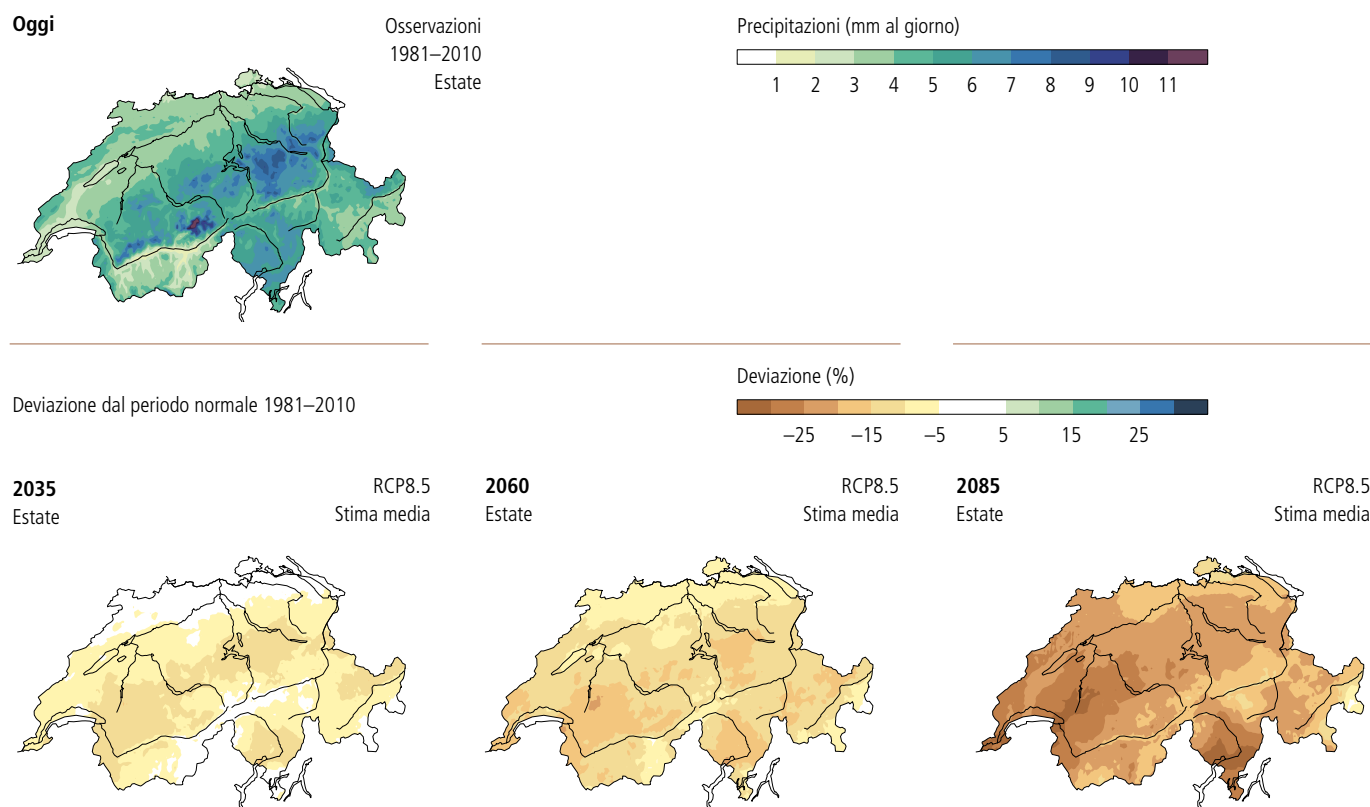 Oggi
Osservazioni
1981–2010
Estate
Precipitazioni (mm al giorno)
1 2 3 4 5 6 7 8 9 10 11
Deviazione dal periodo normale 1981–2010
Deviazione (%)
–25 –15 –5 5 15 25
2035
Estate
RCP8.5
Stima media
2060
Estate
RCP8.5
Stima media
2085
Estate
RCP8.5
Stima media